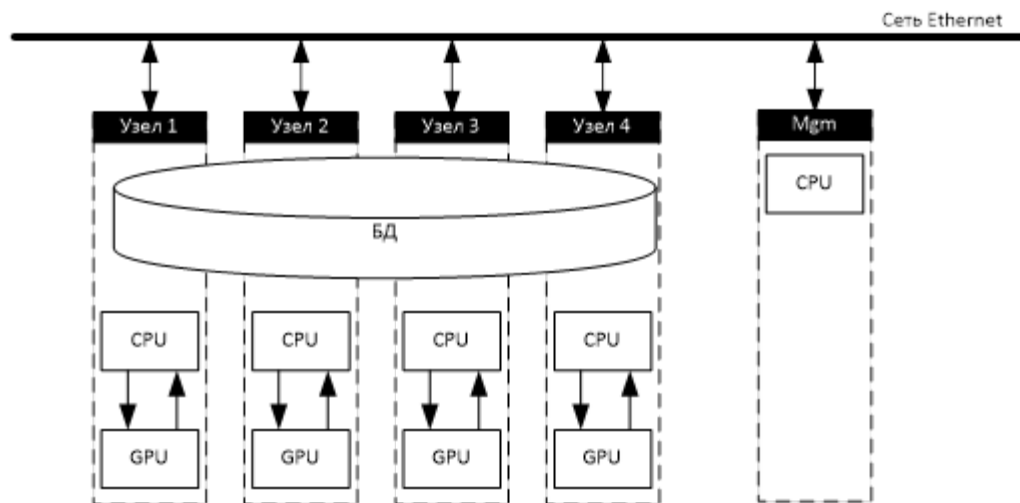 Сеть Ethernet
Узел 1
Узел 2
Узел 3
Узел 4
Mgm
CPU
БД
CPU
CPU
CPU
CPU
GPU
GPU
GPU
GPU